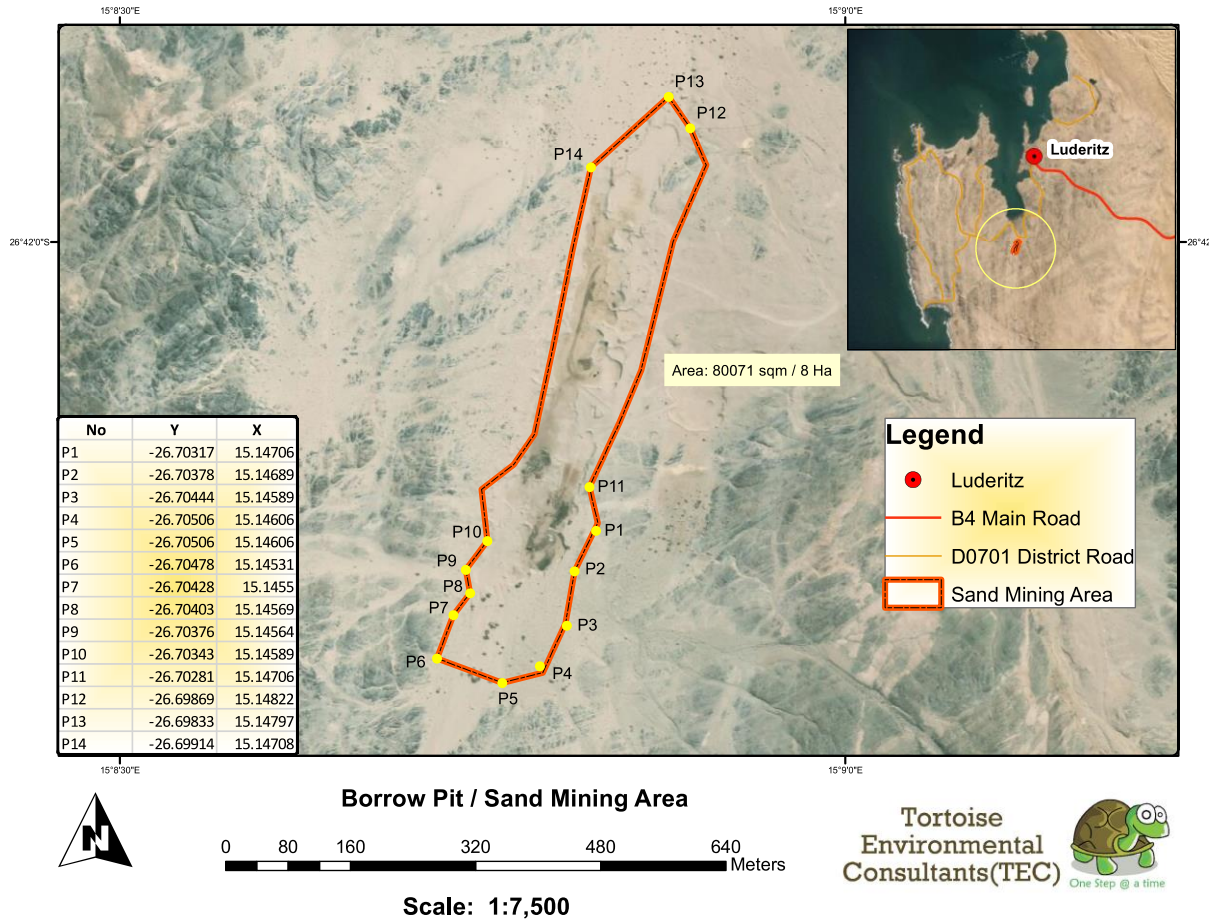 15°8'30"E
15°9'0"E
P13
P12
P14
Luderitz
26°42'0"S
26°42
Area: 80071 sqm / 8 Ha
No Y X
P1 -26.70317 15.14706
P2 -26.70378 15.14689
P3 -26.70444 15.14589
P4 -26.70506 15.14606
P5 -26.70506 15.14606
P6 -26.70478 15.14531
P7 -26.70428 15.1455
P8 -26.70403 15.14569
P9 -26.70376 15.14564
P10 -26.70343 15.14589
P11 -26.70281 15.14706
P12 -26.69869 15.14822
P13 -26.69833 15.14797
P14 -26.69914 15.14708
P11
P1
P10
P9
P2
P8
P7
P3
P6
P4
P5
Legend
Luderitz
B4 Main Road
D0701 District Road
Sand Mining Area
15°8'30"E
15°9'0"E
N
Borrow Pit / Sand Mining Area
0 80 160 320 480 640
Meters
Scale: 1:7,500
Tortoise
Environmental
Consultants(TEC)
One Step @ a time